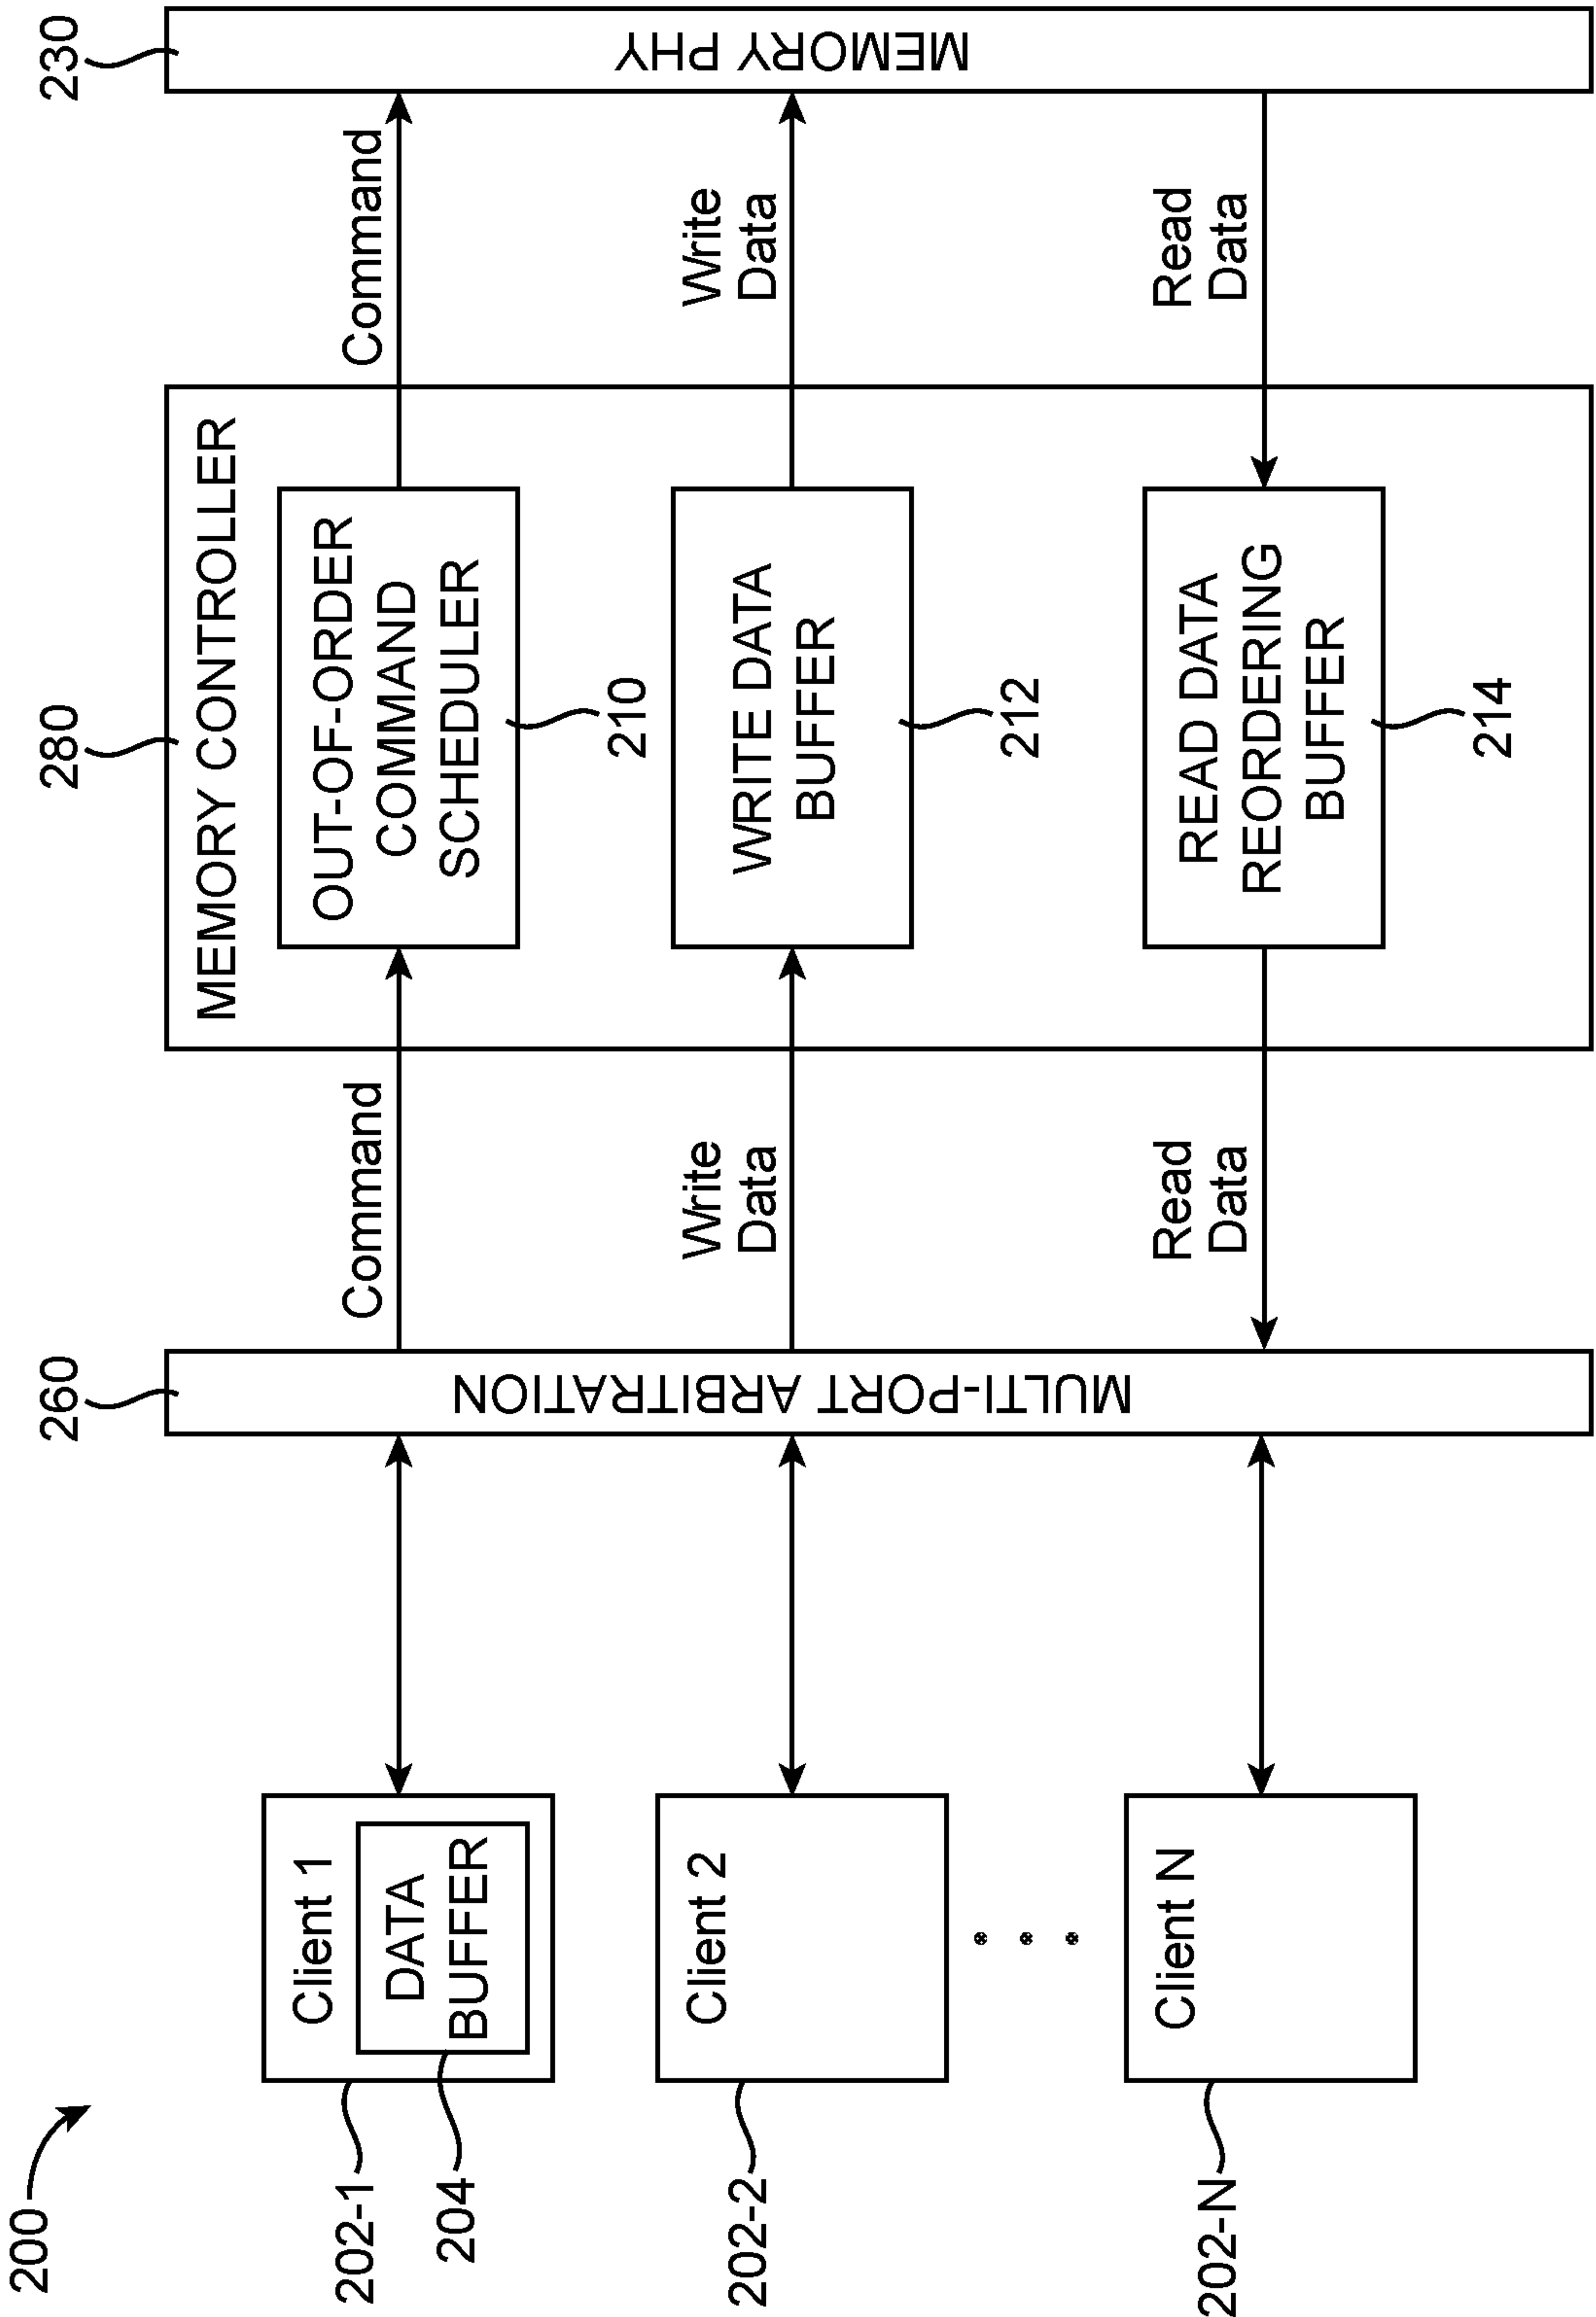 200
202-1
Client 1
DATA
BUFFER
204
202-2
Client 2
202-N
Client N
260
MULTI-PORT ARBITRATION
Command
Write
Data
Read
Data
280
MEMORY CONTROLLER
OUT-OF-ORDER
COMMAND
SCHEDULER
210
WRITE DATA
BUFFER
212
READ DATA
REORDERING
BUFFER
214
Command
Write
Data
Read
Data
230
MEMORY PHY